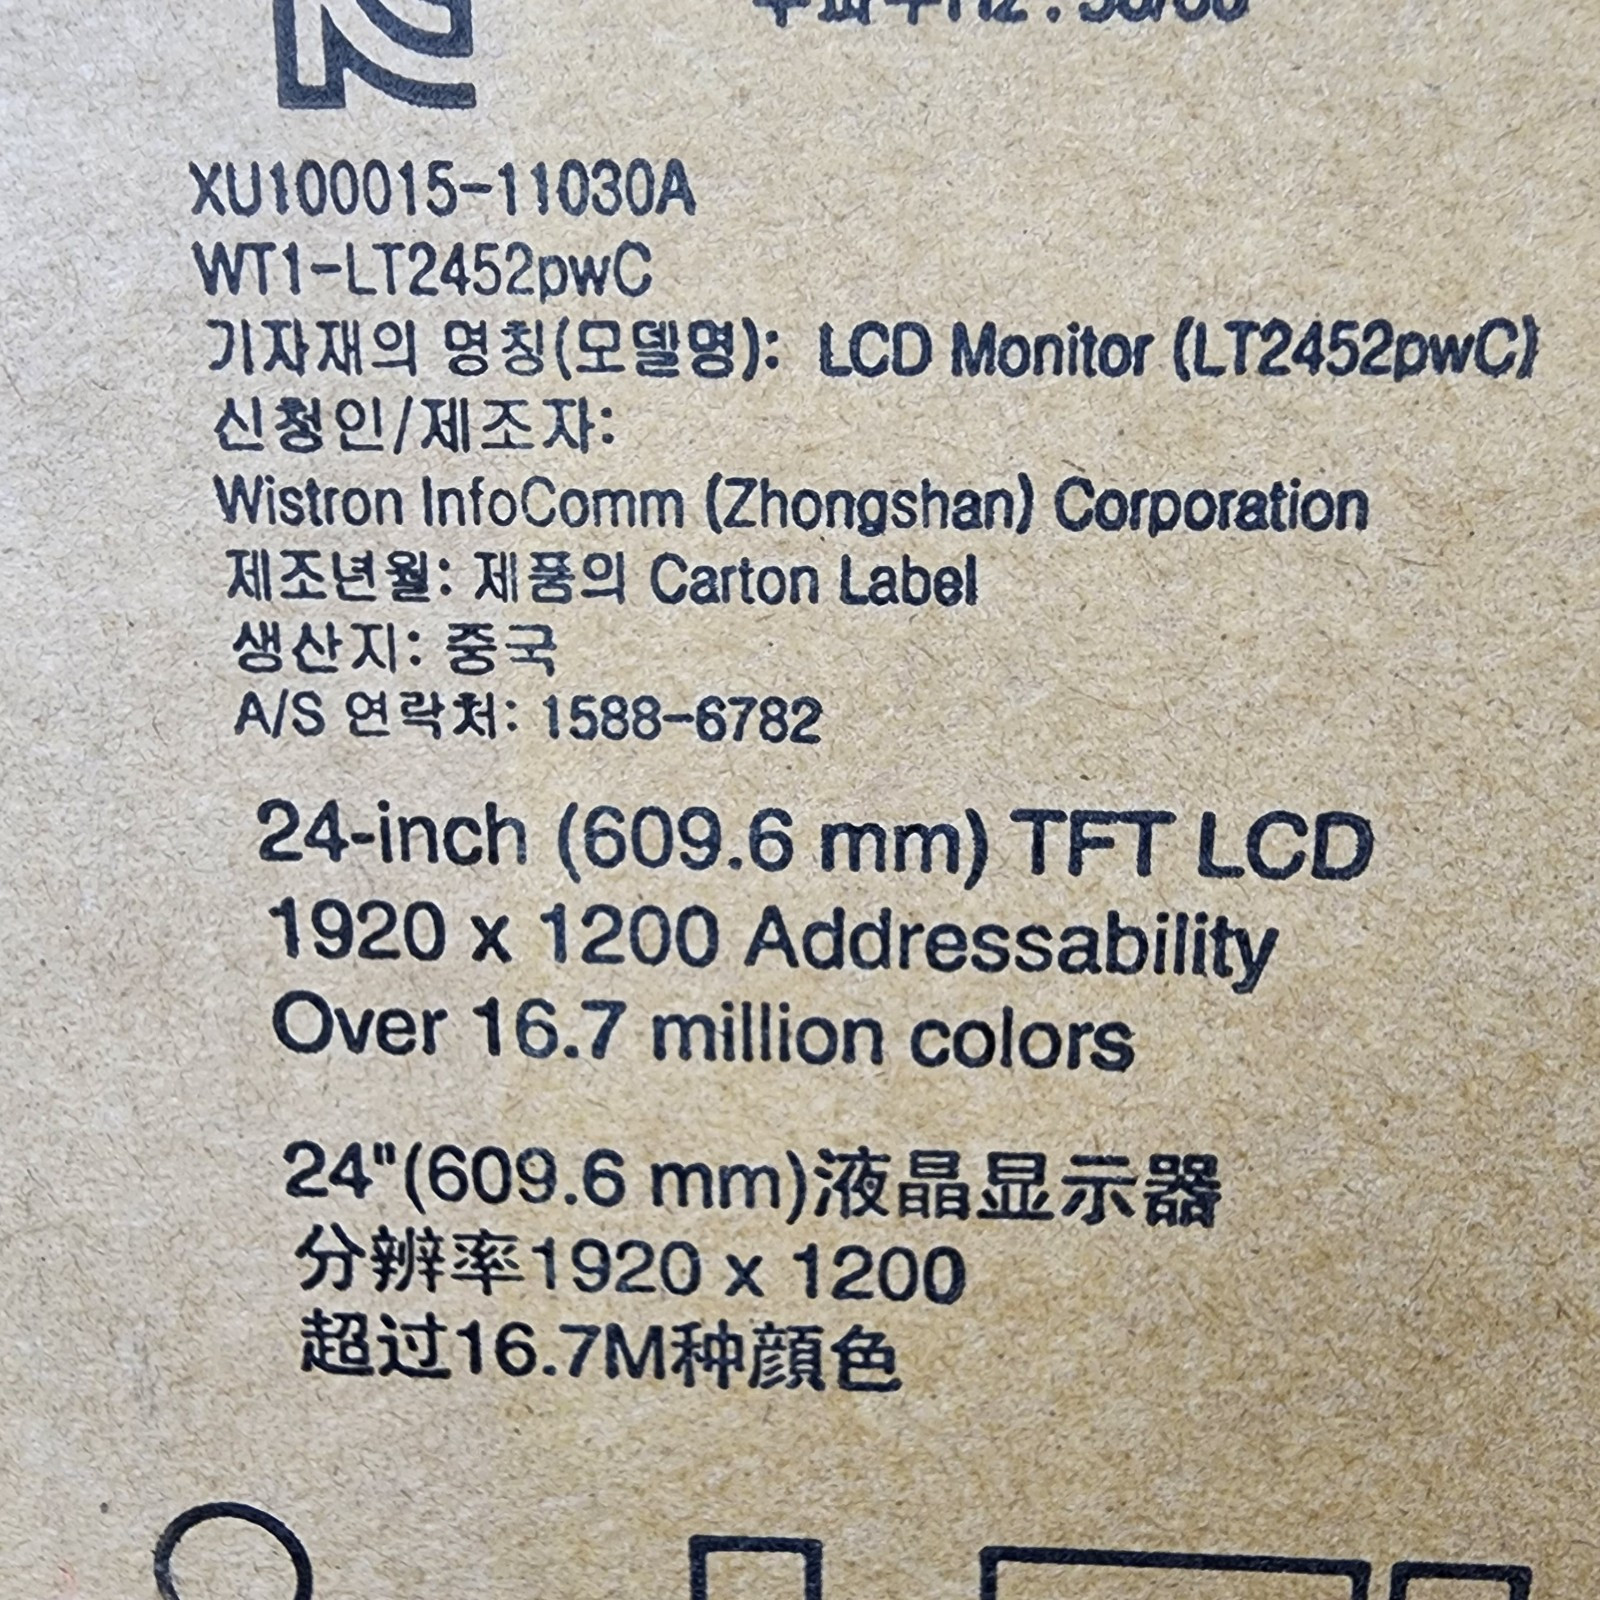 XU100015-11030A
WT1-LT2452pwC
기자재의 명칭(모델명): LCD Monitor (LT2452pwC)
신청인/제조자:
Wistron InfoComm (Zhongshan) Corporation
제조년월: 제품의 Carton Label
생산지: 중국
A/S 연락처: 1588-6782
24-inch (609.6 mm) TFT LCD
1920 x 1200 Addressability
Over 16.7 million colors
24"(609.6 mm)液晶显示器
分辨率1920 x 1200
超过16.7M种顔色